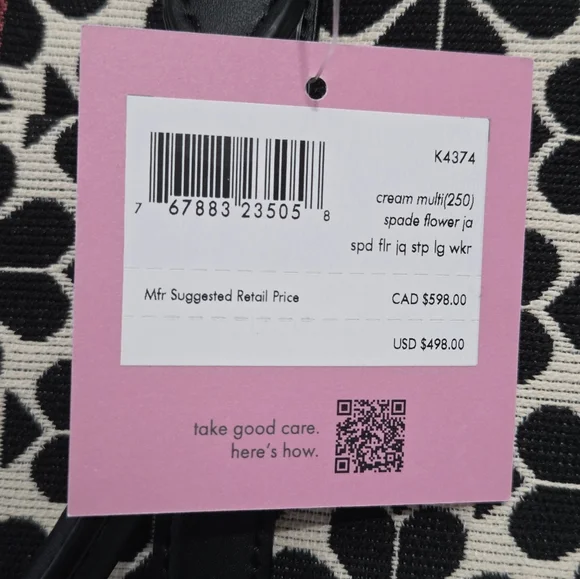 K4374
cream multi(250)
spade flower ja
spd flr jq stp lg wkr
7 67883 23505 8
Mfr Suggested Retail Price CAD $598.00
USD $498.00
take good care.
here's how.